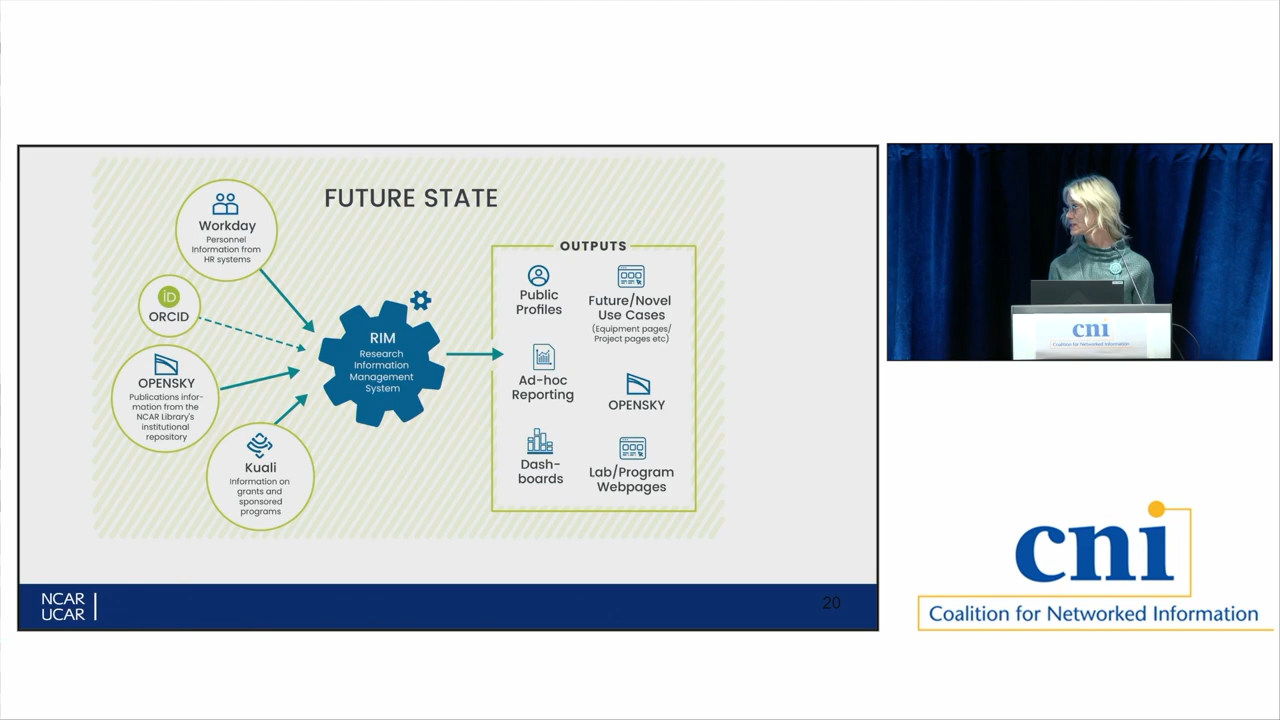 FUTURE STATE
Workday
Personnel
Information from
HR systems
iD
ORCID
OPENSKY
Publications infor-
mation from the
NCAR Library's
institutional
repository
Kuali
Information on
grants and
sponsored
programs
RIM
Research
Information
Management
System
OUTPUTS
Public
Profiles
Future/Novel
Use Cases
(Equipment pages/
Project pages etc)
Ad-hoc
Reporting
OPENSKY
Dash-
boards
Lab/Program
Webpages
NCAR
UCAR
20
cni
Coalition for Networked Information
cni
Coalition for Networked Information